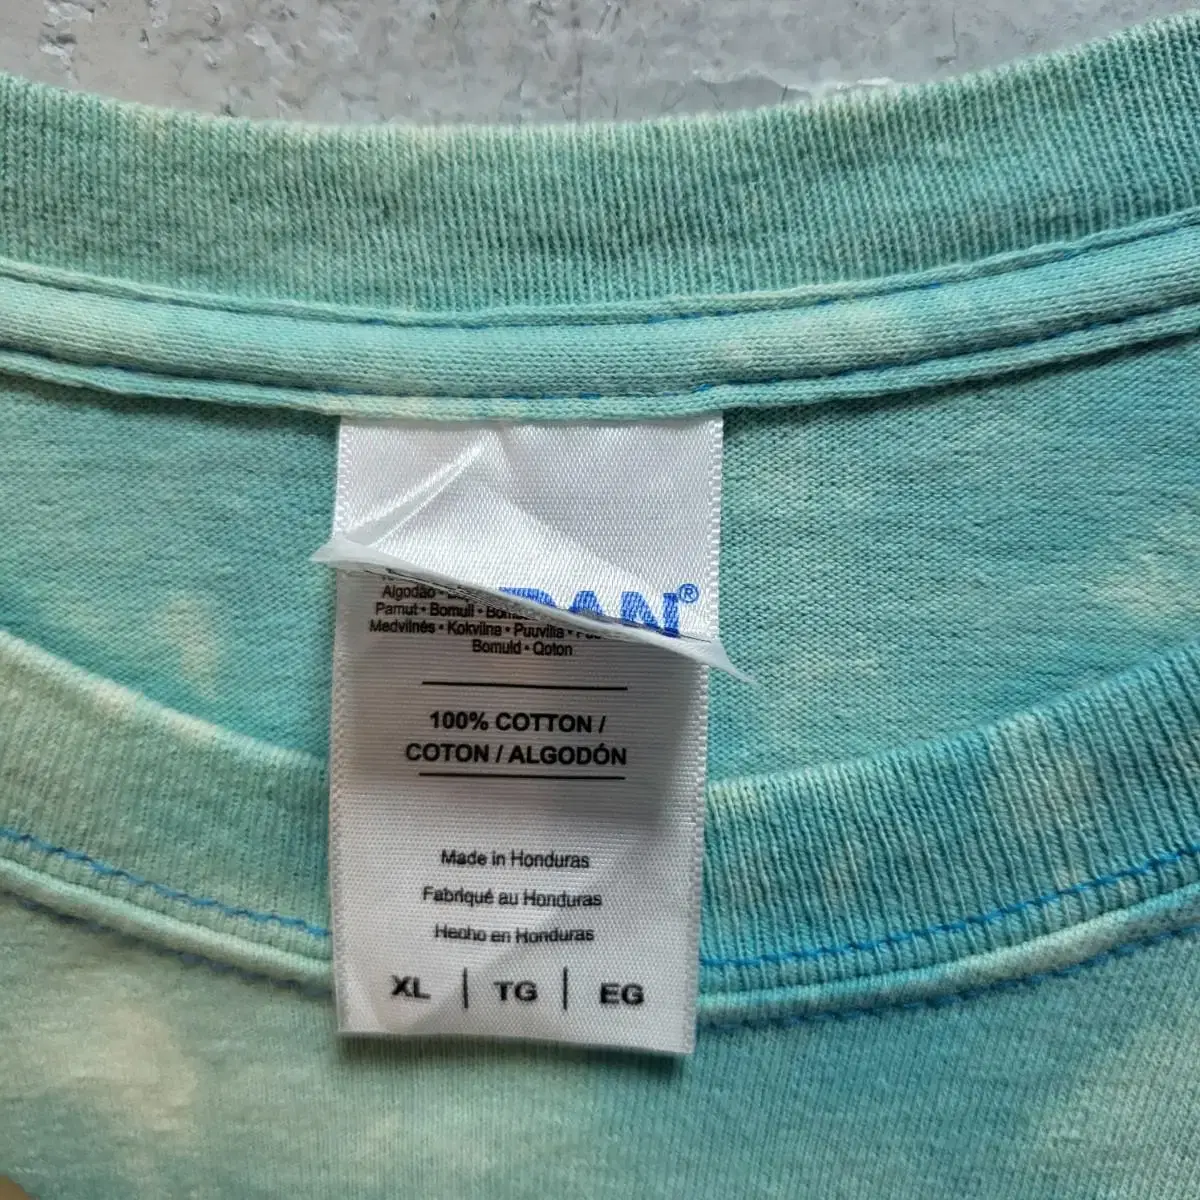 DAN®
Algodão •
Pamut • Bomull •
Medvilnės • Kokvilna • Puuvilla •
Bomuld • Qoton
100% COTTON /
COTON / ALGODÓN
Made in Honduras
Fabriqué au Honduras
Hecho en Honduras
XL | TG | EG